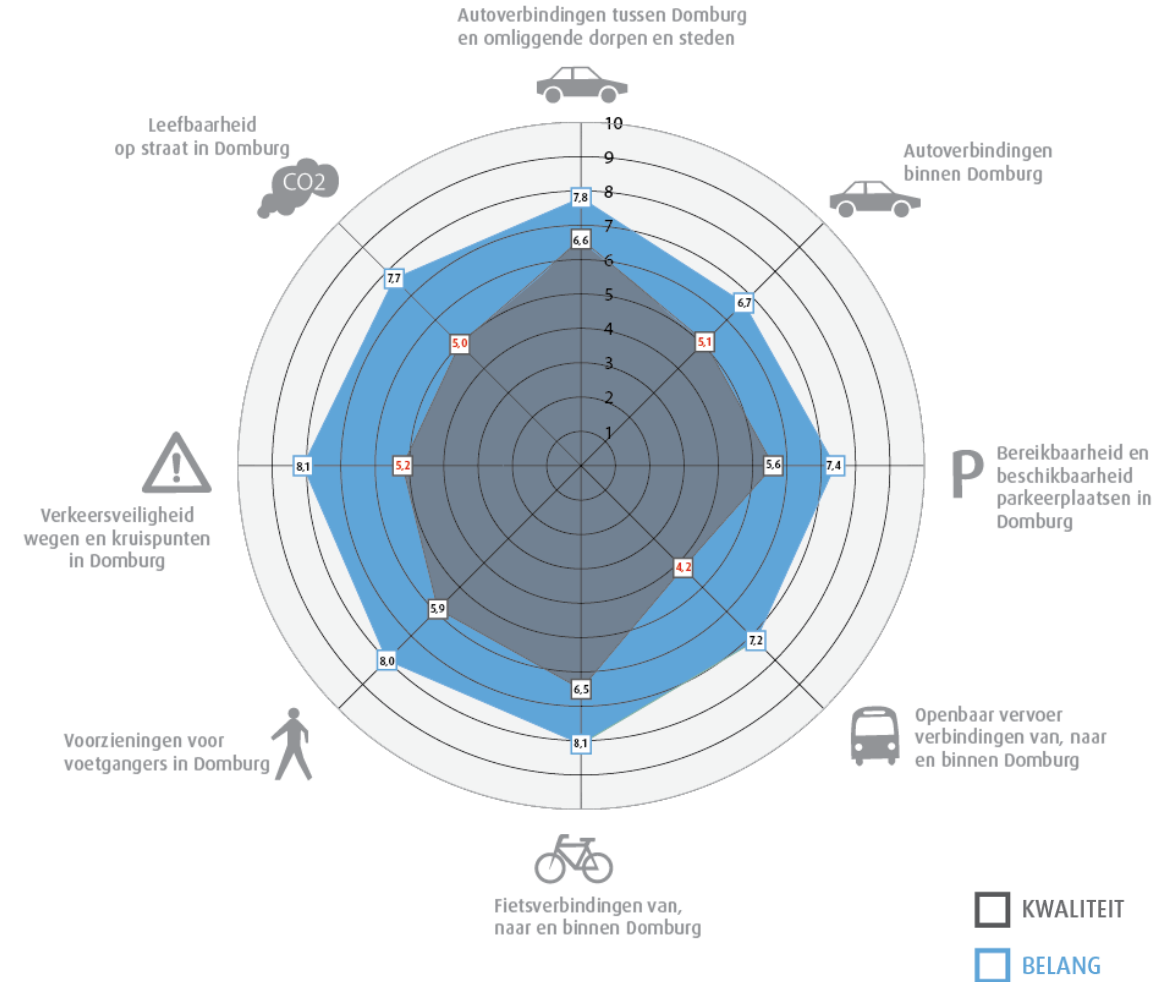 Autoverbindingen tussen Domburg
en omliggende dorpen en steden
Leefbaarheid
op straat in Domburg
CO2
Autoverbindingen
binnen Domburg
10
9
8
7,8
7
6,6
6
5
4
3
2
1
7,7
6,7
5,0
5,1
8,1
5,2
5,6
7,4
P
Bereikbaarheid en
beschikbaarheid
parkeerplaatsen in
Domburg
Verkeersveiligheid
wegen en kruispunten
in Domburg
4,2
5,9
7,2
8,0
6,5
8,1
Voorzieningen voor
voetgangers in Domburg
Openbaar vervoer
verbindingen van, naar
en binnen Domburg
Fietsverbindingen van,
naar en binnen Domburg
KWALITEIT
BELANG